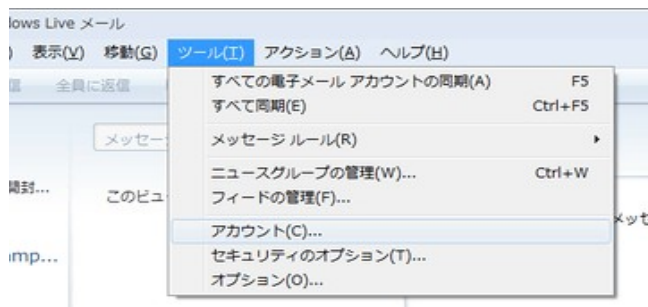 dows Live メール
) 表示(V) 移動(G) ツール(T) アクション(A) ヘルプ(H)
全員に返信
すべての電子メール アカウントの同期(A) F5
すべて同期(E) Ctrl+F5
メッセー
メッセージ ルール(R)
ニュースグループの管理(W)... Ctrl+W
開封...
このビュ
フィードの管理(F)...
アカウント(C)...
メッセ
amp...
セキュリティのオプション(T)...
オプション(O)...